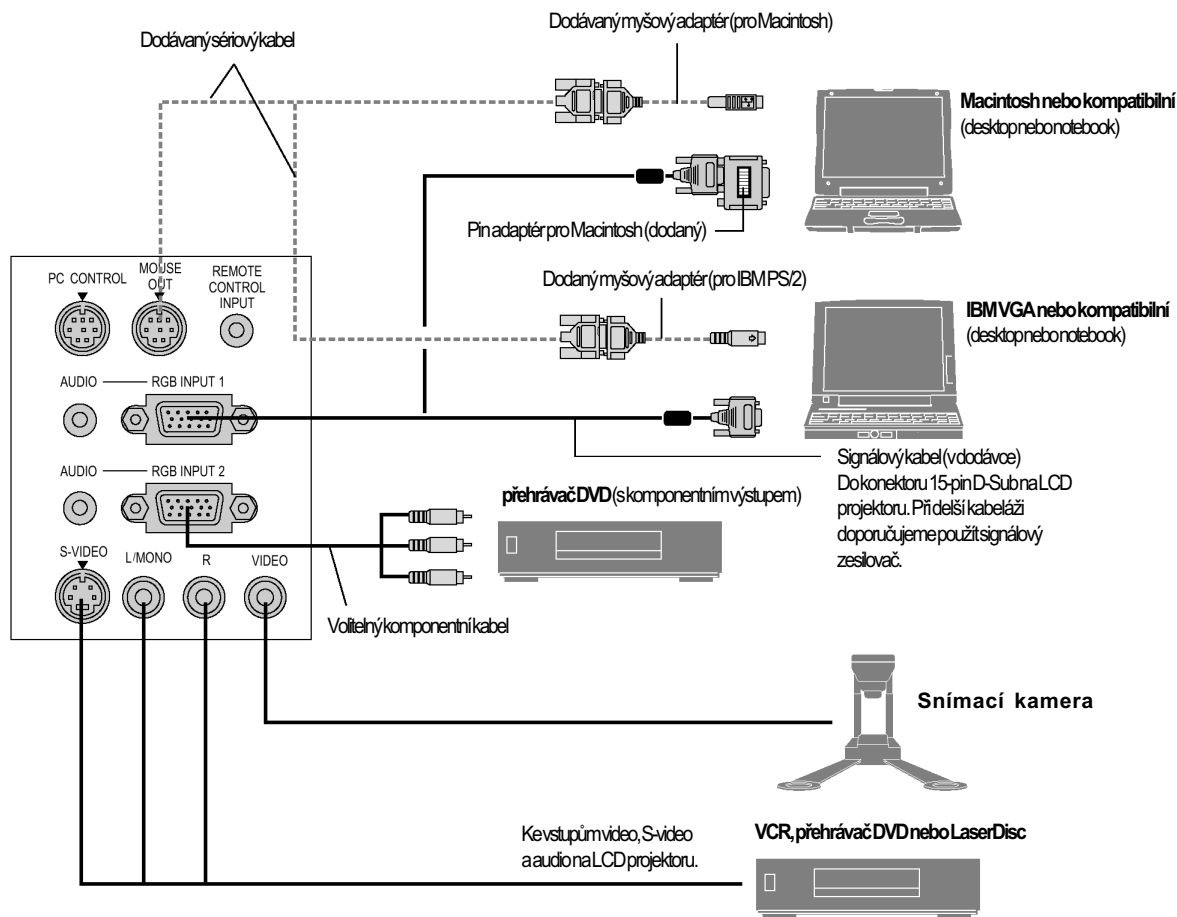 Dodávaný myšový adaptér (pro Macintosh)
Dodávaný sériový kabel
Macintosh nebo kompatibilní
(desktop nebo notebook)
Pin adaptér pro Macintosh (dodaný)
PC CONTROL
MOUSE
OUT
REMOTE
CONTROL
INPUT
Dodaný myšový adaptér (pro IBM PS/2)
IBM VGA nebo kompatibilní
(desktop nebo notebook)
AUDIO
RGB INPUT 1
AUDIO
RGB INPUT 2
Signálový kabel (v dodávce)
Do konektoru 15-pin D-Sub na LCD
projektoru. Při delší kabeláži
doporučujeme použít signálový
zesilovač.
přehrávač DVD (s komponentním výstupem)
S-VIDEO
L/MONO
R
VIDEO
Volitelný komponentní kabel
Snímací kamera
Ke vstupům video, S-video
a audio na LCD projektoru.
VCR, přehrávač DVD nebo LaserDisc